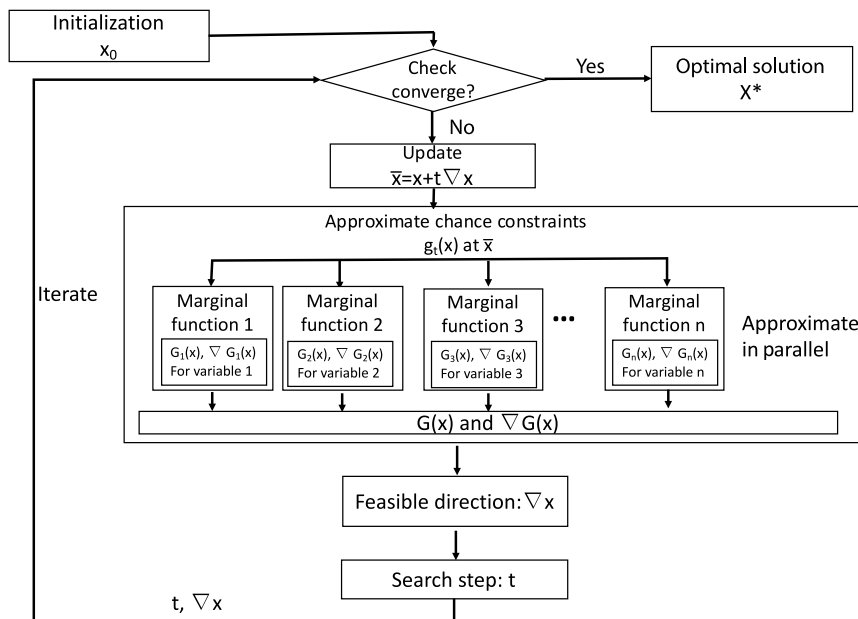 Initialization
x₀
Check
converge?
Yes
Optimal solution
X*
No
Update
x̅=x+t▽x
Approximate chance constraints
gₜ(x) at x̅
Iterate
Marginal
function 1
G₁(x), ▽ G₁(x)
For variable 1
Marginal
function 2
G₂(x), ▽ G₂(x)
For variable 2
Marginal
function 3
G₃(x), ▽ G₃(x)
For variable 3
...
Marginal
function n
Gₙ(x), ▽ Gₙ(x)
For variable n
Approximate
in parallel
G(x) and ▽G(x)
Feasible direction:▽x
Search step: t
t, ▽x